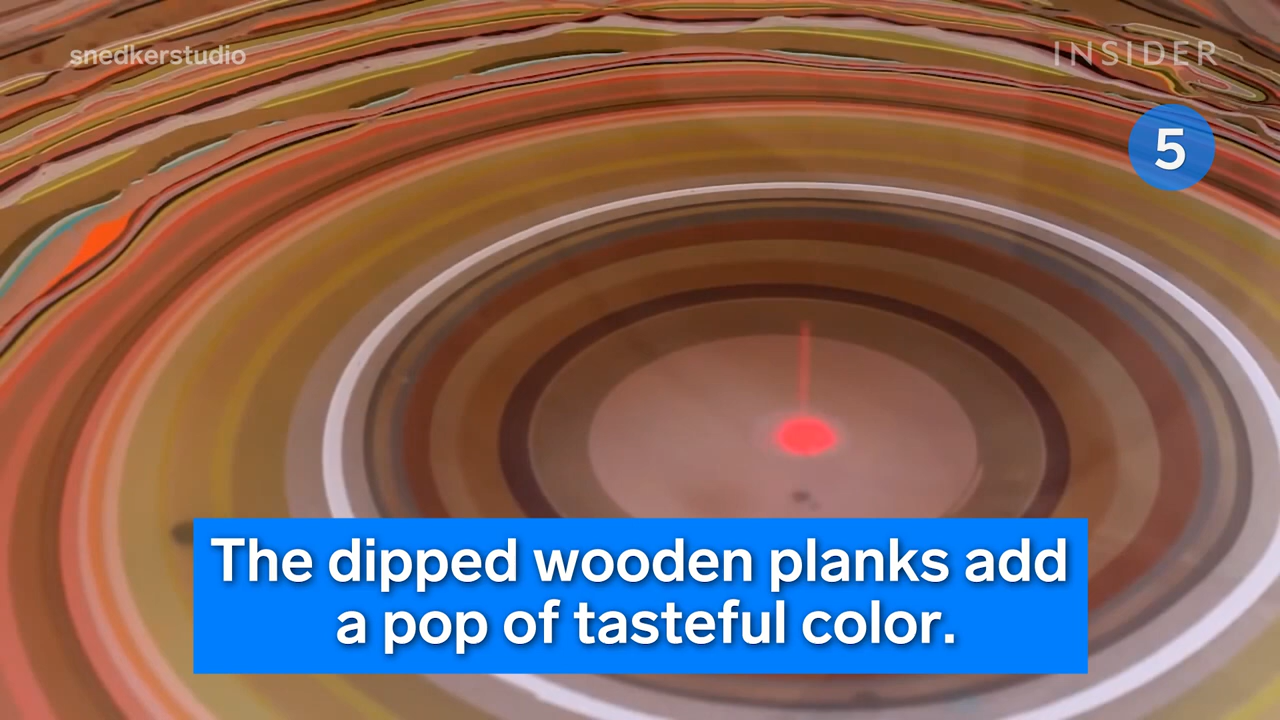 snedkerstudio
INSIDER
5
The dipped wooden planks add
a pop of tasteful color.